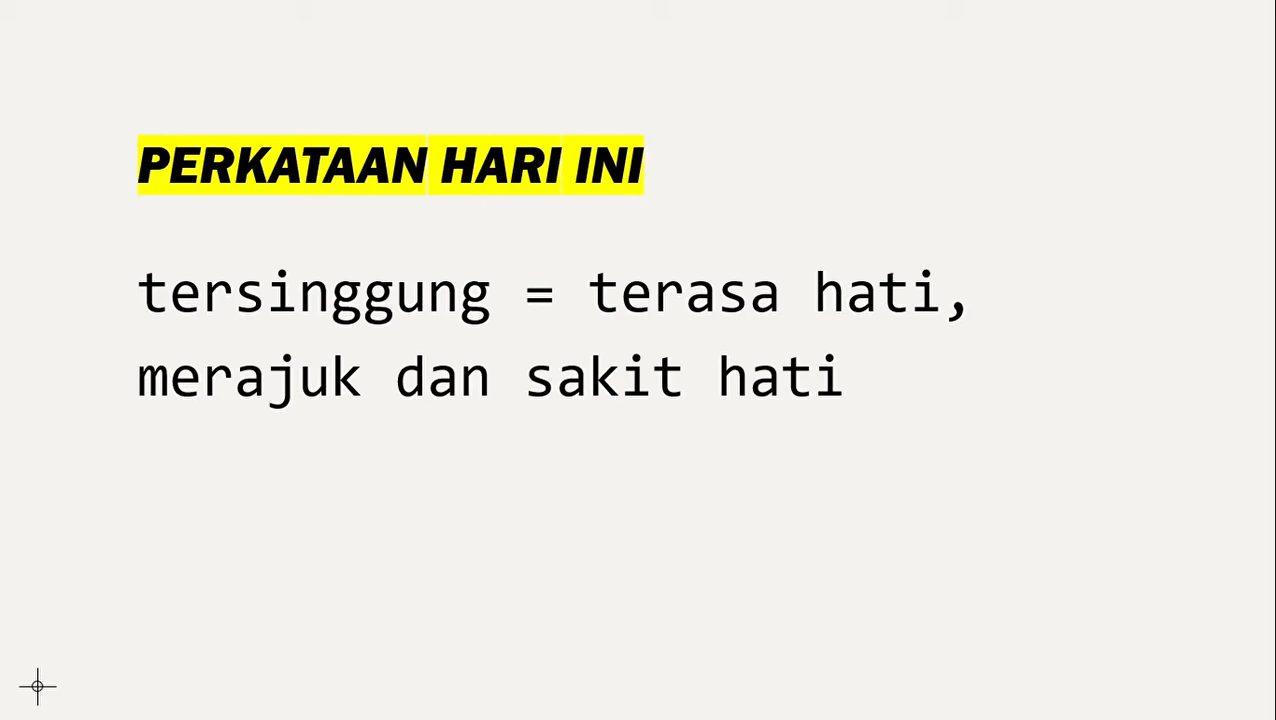 PERKATAAN HARI INI
tersinggung = terasa hati,
merajuk dan sakit hati